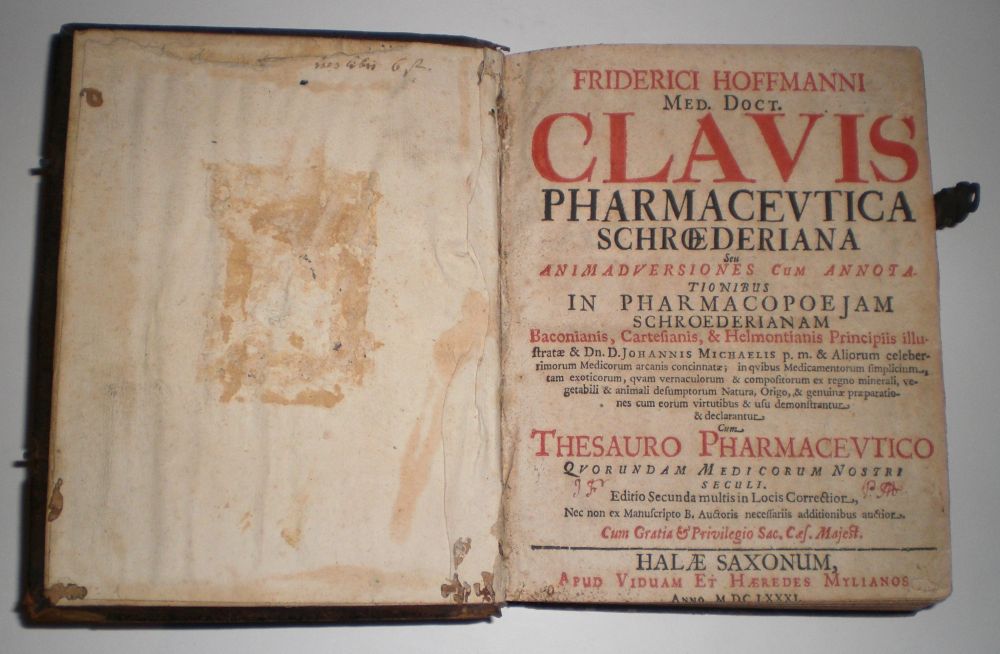 FRIDERICI HOFFMANNI
MED. DOCT.
CLAVIS
PHARMACEVTICA
SCHRŒDERIANA
Seu
ANIMADVERSIONES CUM ANNOTA-
TIONIBUS
IN PHARMACOPOEJAM
SCHROEDERIANAM
Baconianis, Cartesianis, & Helmontianis Principiis illu-
ſtratæ & Dn. D. JOHANNIS MICHAELIS p. m. & Aliorum celeber-
rimorum Medicorum arcanis concinnatæ; in qvibus Medicamentorum ſimplicium,
tam exoticorum, qvam vernaculorum & compoſitorum ex regno minerali, ve-
getabili & animali deſumptorum Natura, Origo, & genuinæ præparatio-
nes cum eorum virtutibus & uſu demonſtrantur
& declarantur
Cum
THESAURO PHARMACEVTICO
QVORUNDAM MEDICORUM NOSTRI
SECULI.
Editio Secunda multis in Locis Correctior,
Nec non ex Manuſcripto B. Auctoris neceſſariis additionibus auctior.
Cum Gratia & Privilegio Sac. Cæſ. Majeſt.
HALÆ SAXONUM,
APUD VIDUAM ET HÆREDES MYLIANOS
ANNO M DC LXXXI.